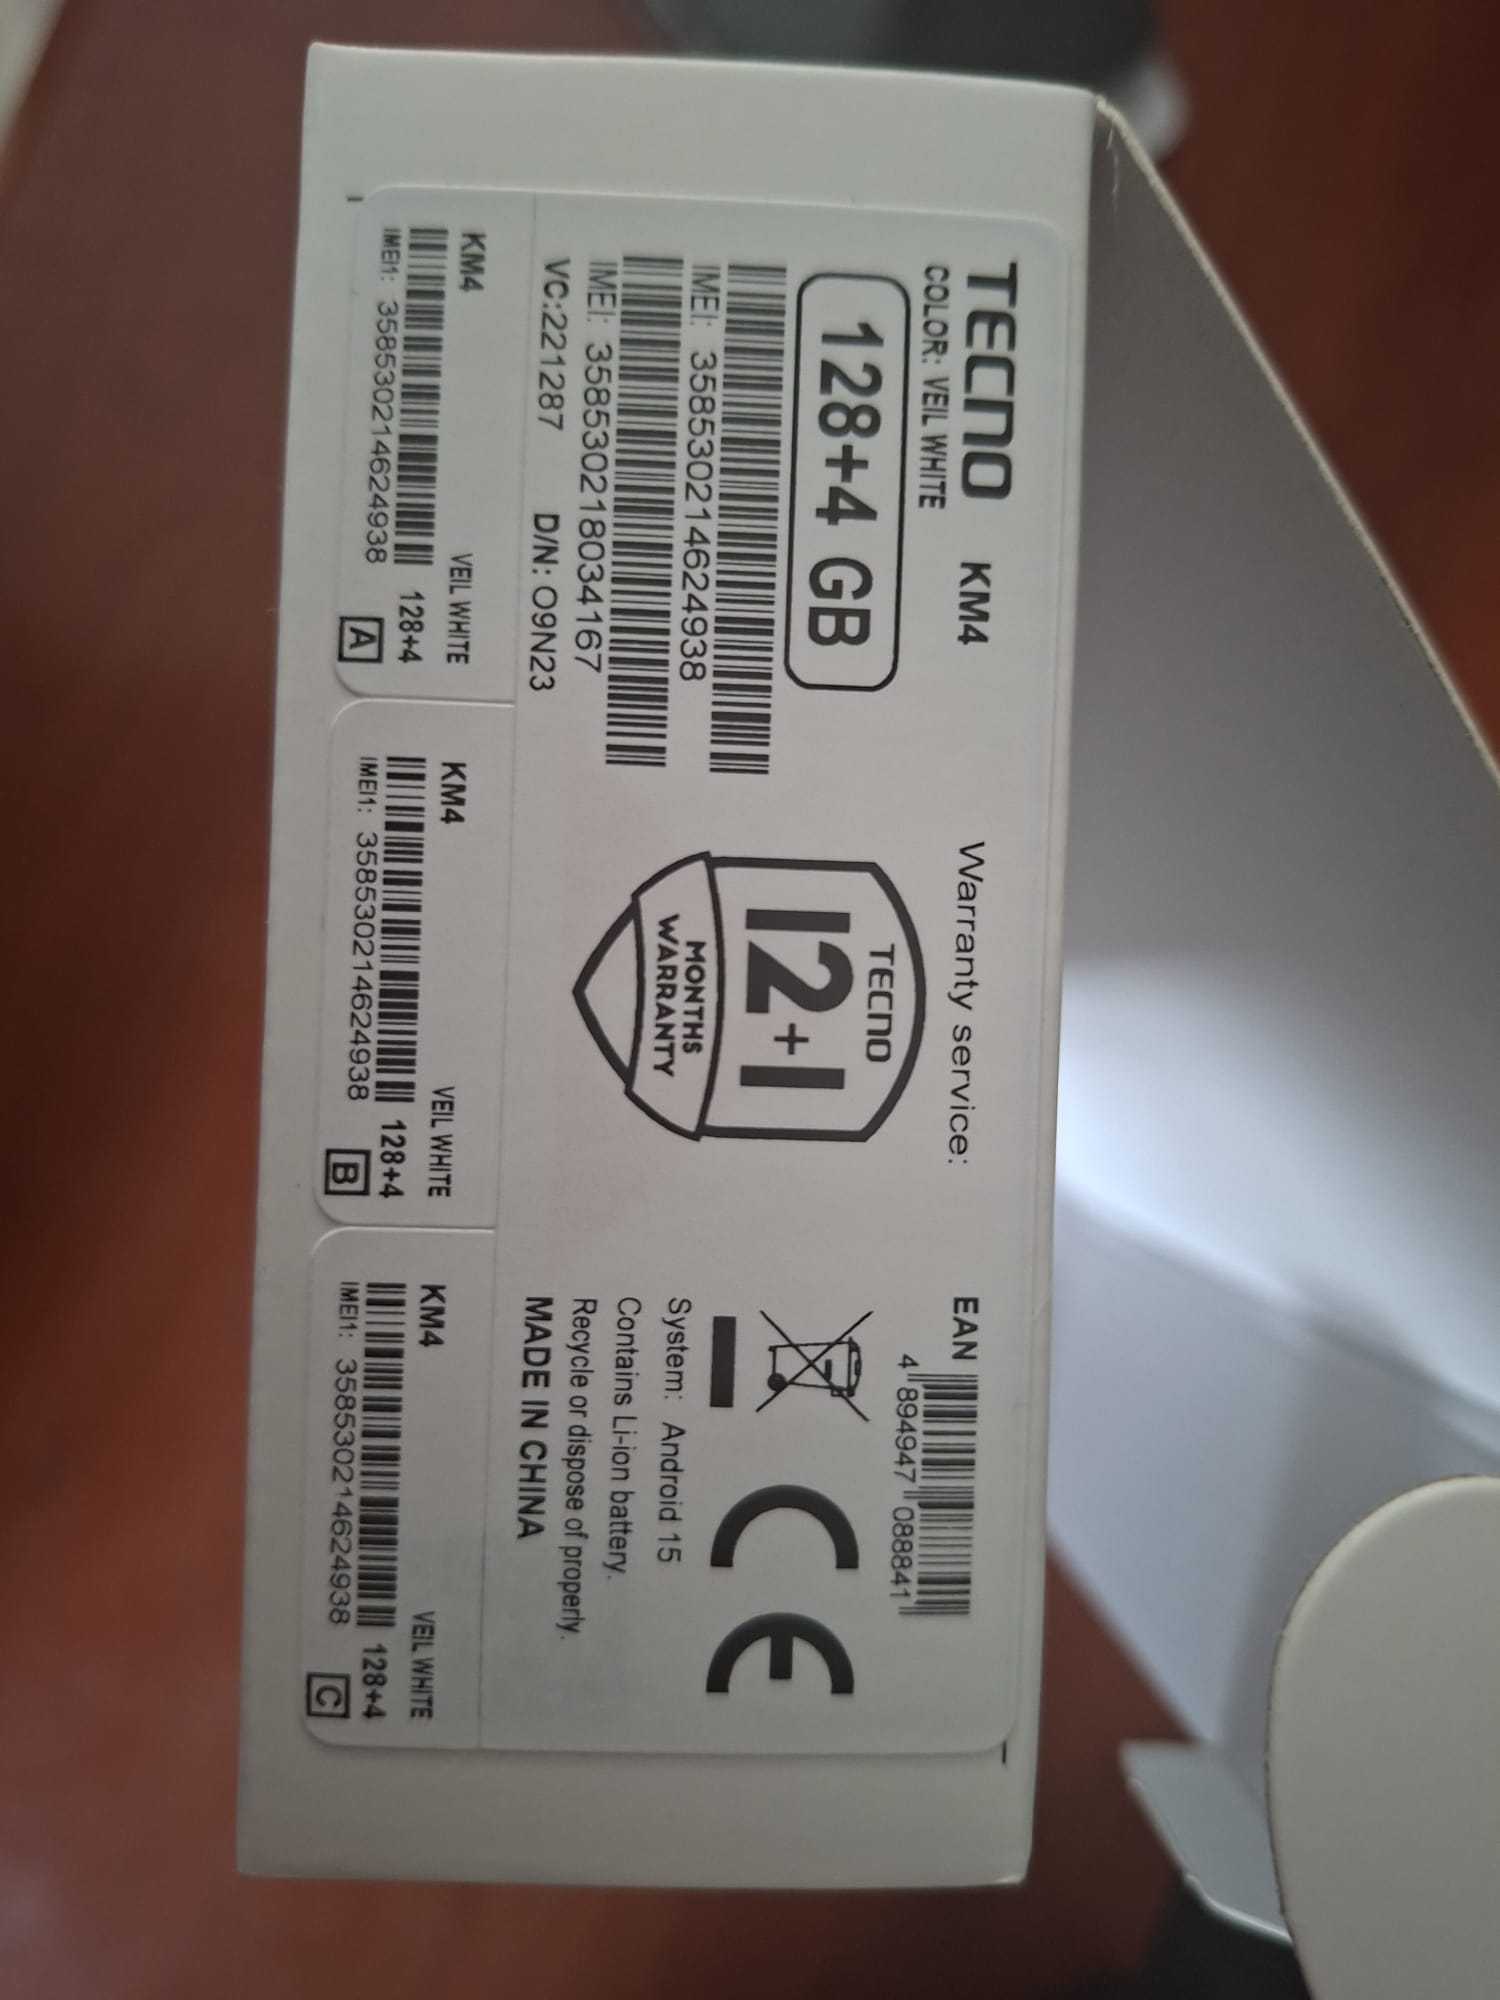 TECNO KM4
COLOR: VEIL WHITE
128+4 GB
IMEI: 358530214624938
IMEI: 358530218034167
VC:221287 D/N: 09N23
Warranty service:
TECNO
12+1
MONTHS
WARRANTY
EAN
4 894947 088841
CE
System: Android 15
Contains Li-ion battery.
Recycle or dispose of properly.
MADE IN CHINA
KM4 VEIL WHITE
128+4
IMEI1: 358530214624938
A
KM4 VEIL WHITE
128+4
IMEI1: 358530214624938
B
KM4 VEIL WHITE
128+4
IMEI1: 358530214624938
C